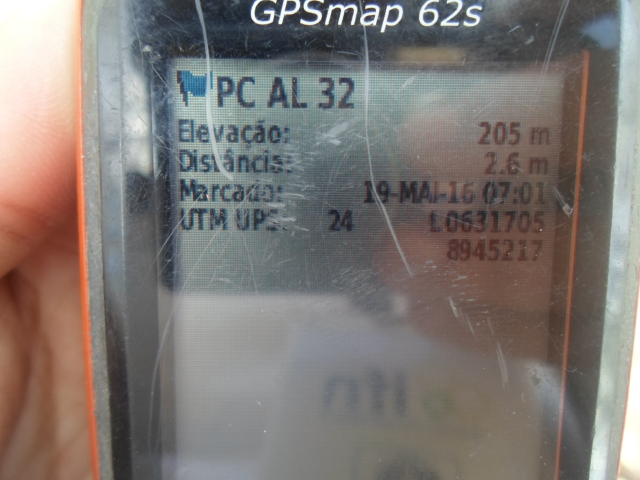 GPSmap 62s
PC AL 32
Elevação: 205 m
Distância: 2.6 m
Marcado: 19-MAI-16 07:01
UTM UPS: 24 L0631705
8945217